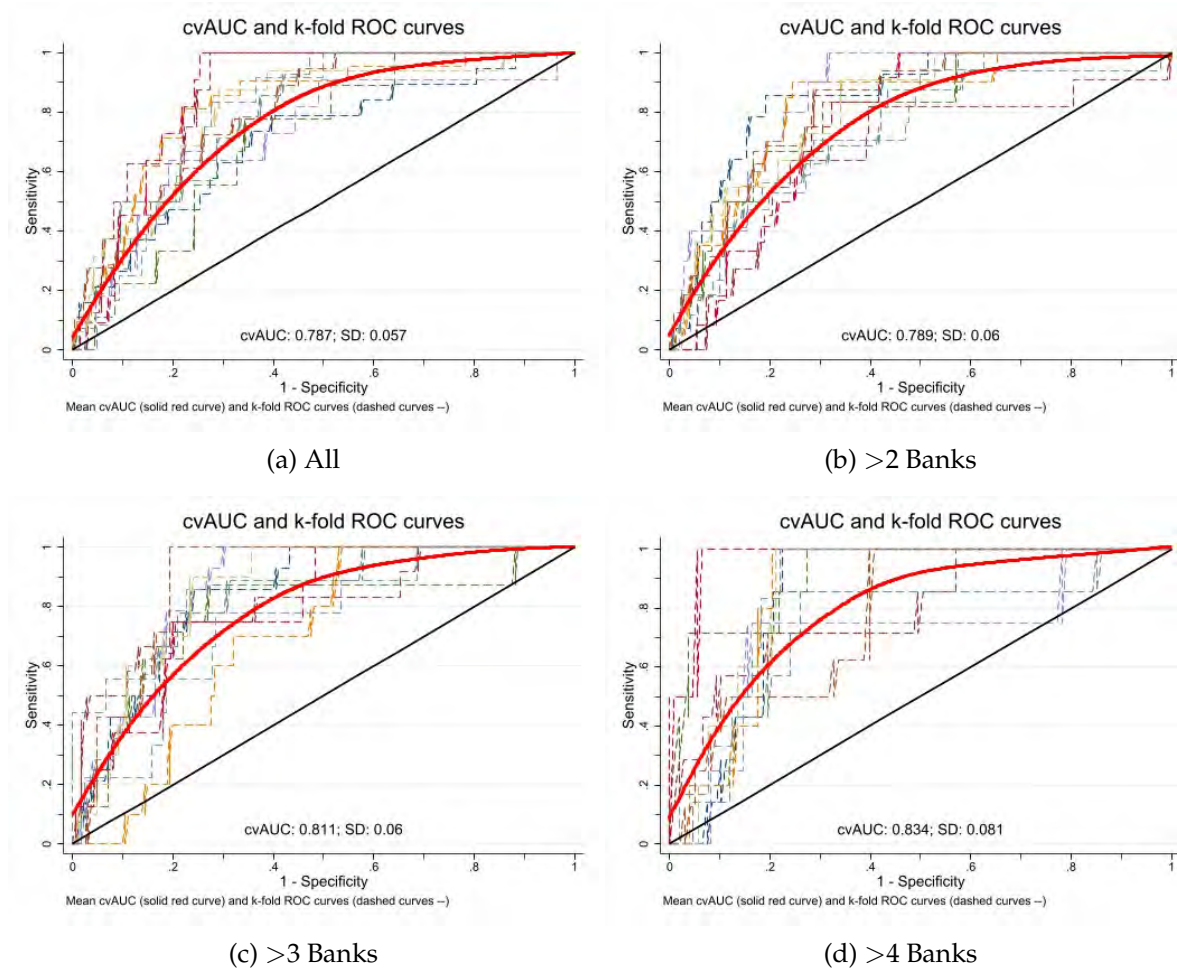 cvAUC and k-fold ROC curves
1
.8
.6
.4
.2
0
Sensitivity
cvAUC: 0.787; SD: 0.057
0 .2 .4 .6 .8 1
1 - Specificity
Mean cvAUC (solid red curve) and k-fold ROC curves (dashed curves --)
(a) All
cvAUC and k-fold ROC curves
1
.8
.6
.4
.2
0
Sensitivity
cvAUC: 0.789; SD: 0.06
0 .2 .4 .6 .8 1
1 - Specificity
Mean cvAUC (solid red curve) and k-fold ROC curves (dashed curves --)
(b) >2 Banks
cvAUC and k-fold ROC curves
1
.8
.6
.4
.2
0
Sensitivity
cvAUC: 0.811; SD: 0.06
0 .2 .4 .6 .8 1
1 - Specificity
Mean cvAUC (solid red curve) and k-fold ROC curves (dashed curves --)
(c) >3 Banks
cvAUC and k-fold ROC curves
1
.8
.6
.4
.2
0
Sensitivity
cvAUC: 0.834; SD: 0.081
0 .2 .4 .6 .8 1
1 - Specificity
Mean cvAUC (solid red curve) and k-fold ROC curves (dashed curves --)
(d) >4 Banks